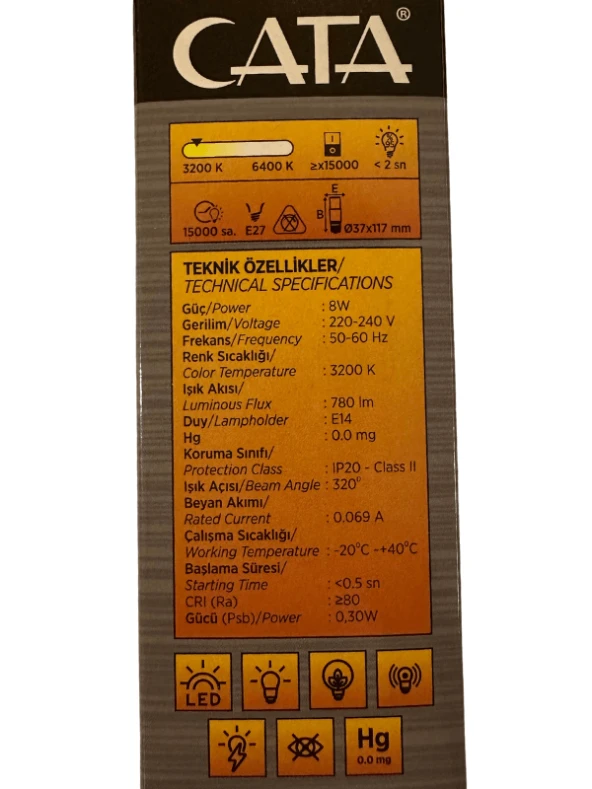 CATA®
3200 K 6400 K ≥x15000 < 2 sn
E
B
15000 sa. E27 Ø37x117 mm
TEKNİK ÖZELLİKLER/
TECHNICAL SPECIFICATIONS
Güç/Power : 8W
Gerilim/Voltage : 220-240 V
Frekans/Frequency : 50-60 Hz
Renk Sıcaklığı/
Color Temperature : 3200 K
Işık Akısı/
Luminous Flux : 780 lm
Duy/Lampholder : E14
Hg : 0.0 mg
Koruma Sınıfı/
Protection Class : IP20 - Class II
Işık Açısı/Beam Angle : 320°
Beyan Akımı/
Rated Current : 0.069 A
Çalışma Sıcaklığı/
Working Temperature : -20°C -+40°C
Başlama Süresi/
Starting Time : <0.5 sn
CRI (Ra) : ≥80
Gücü (Psb)/Power : 0,30W
LED
Hg
0.0 mg